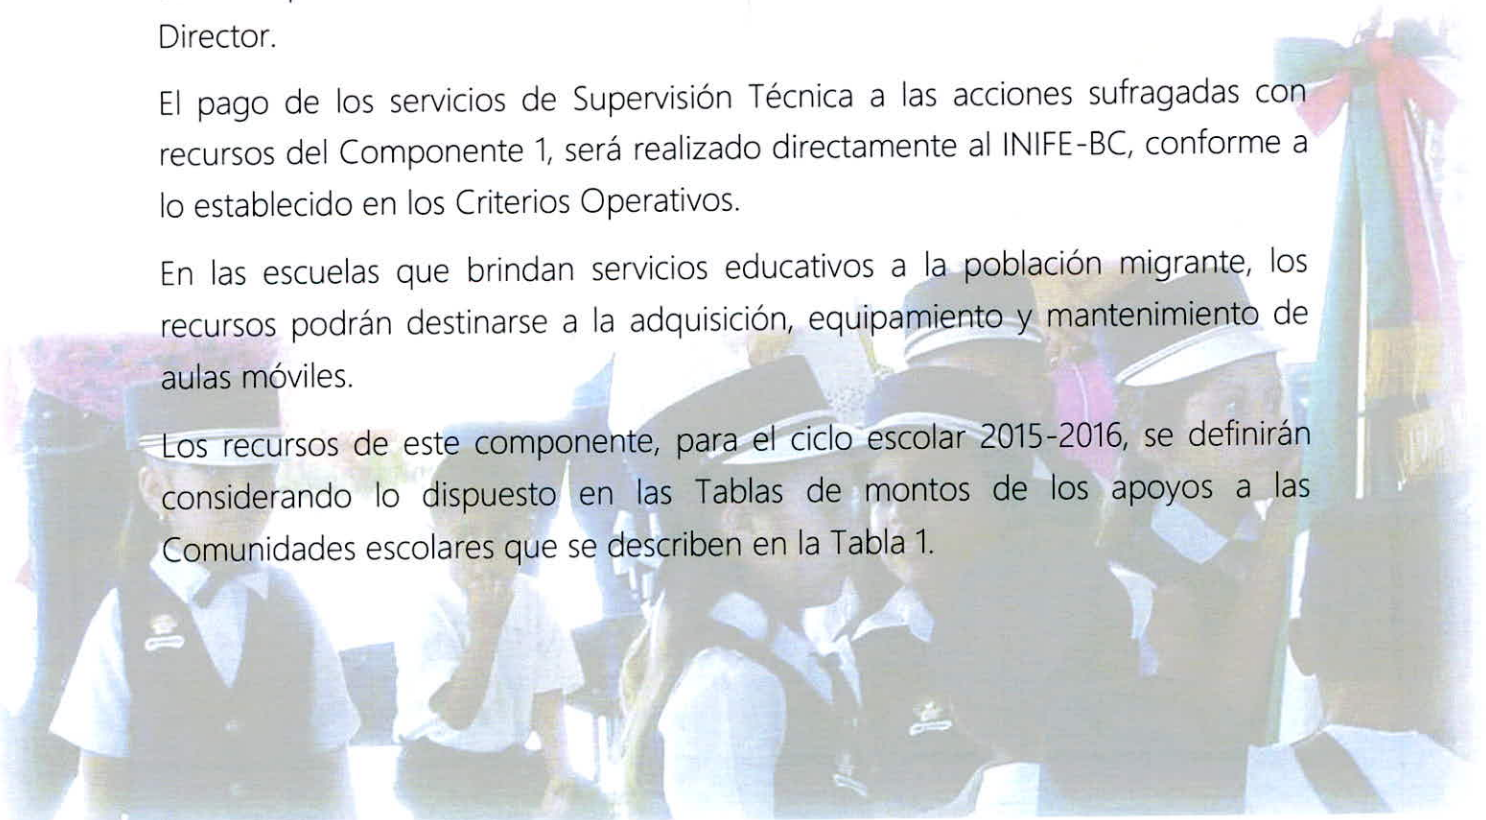 Director.
El pago de los servicios de Supervisión Técnica a las acciones sufragadas con
recursos del Componente 1, será realizado directamente al INIFE-BC, conforme a
lo establecido en los Criterios Operativos.
En las escuelas que brindan servicios educativos a la población migrante, los
recursos podrán destinarse a la adquisición, equipamiento y mantenimiento de
aulas móviles.
Los recursos de este componente, para el ciclo escolar 2015-2016, se definirán
considerando lo dispuesto en las Tablas de montos de los apoyos a las
Comunidades escolares que se describen en la Tabla 1.